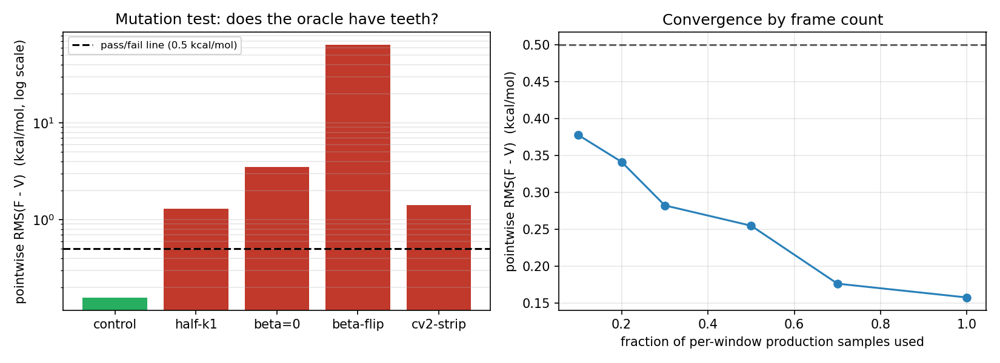 Mutation test: does the oracle have teeth?
pass/fail line (0.5 kcal/mol)
pointwise RMS(F - V)  (kcal/mol, log scale)
10¹
10⁰
control
half-k1
beta=0
beta-flip
cv2-strip
Convergence by frame count
pointwise RMS(F - V)  (kcal/mol)
0.50
0.45
0.40
0.35
0.30
0.25
0.20
0.15
0.2
0.4
0.6
0.8
1.0
fraction of per-window production samples used